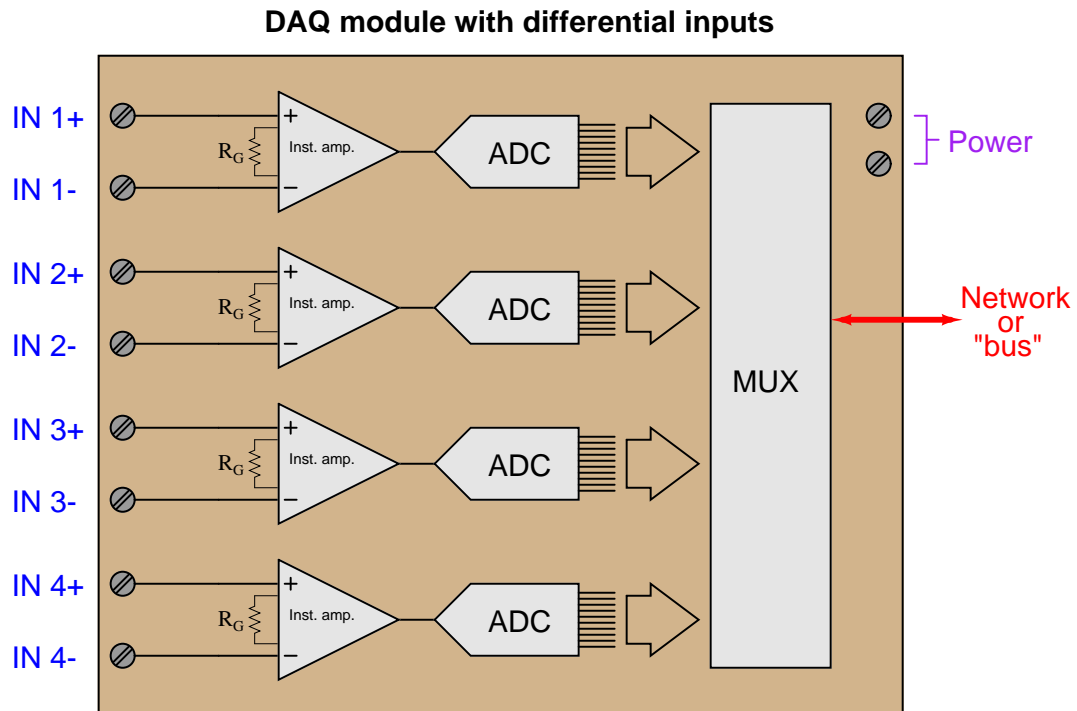 DAQ module with differential inputs
IN 1+
IN 1-
+
-
RG
Inst. amp.
ADC
IN 2+
IN 2-
+
-
RG
Inst. amp.
ADC
IN 3+
IN 3-
+
-
RG
Inst. amp.
ADC
IN 4+
IN 4-
+
-
RG
Inst. amp.
ADC
MUX
Power
Network
or
"bus"